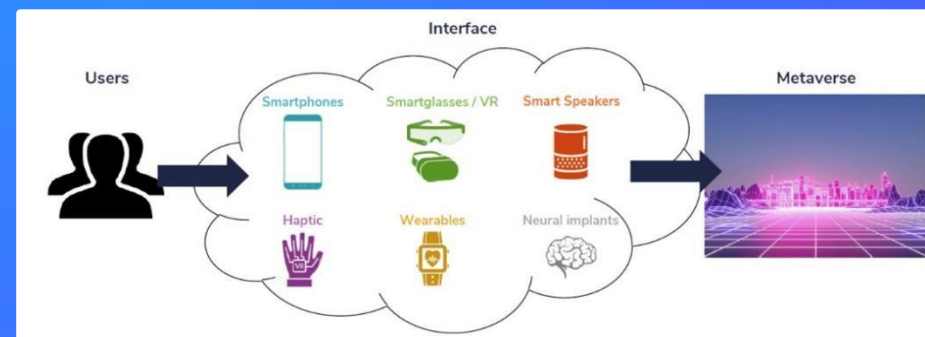 Interface
Users
Metaverse
Smartphones
Smartglasses / VR
Smart Speakers
Haptic
Wearables
Neural implants
VR